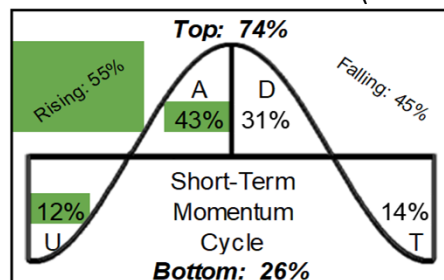 Top: 74%
Rising: 55%
Falling: 45%
A D
43% 31%
Short-Term
12% Momentum 14%
U Cycle T
Bottom: 26%